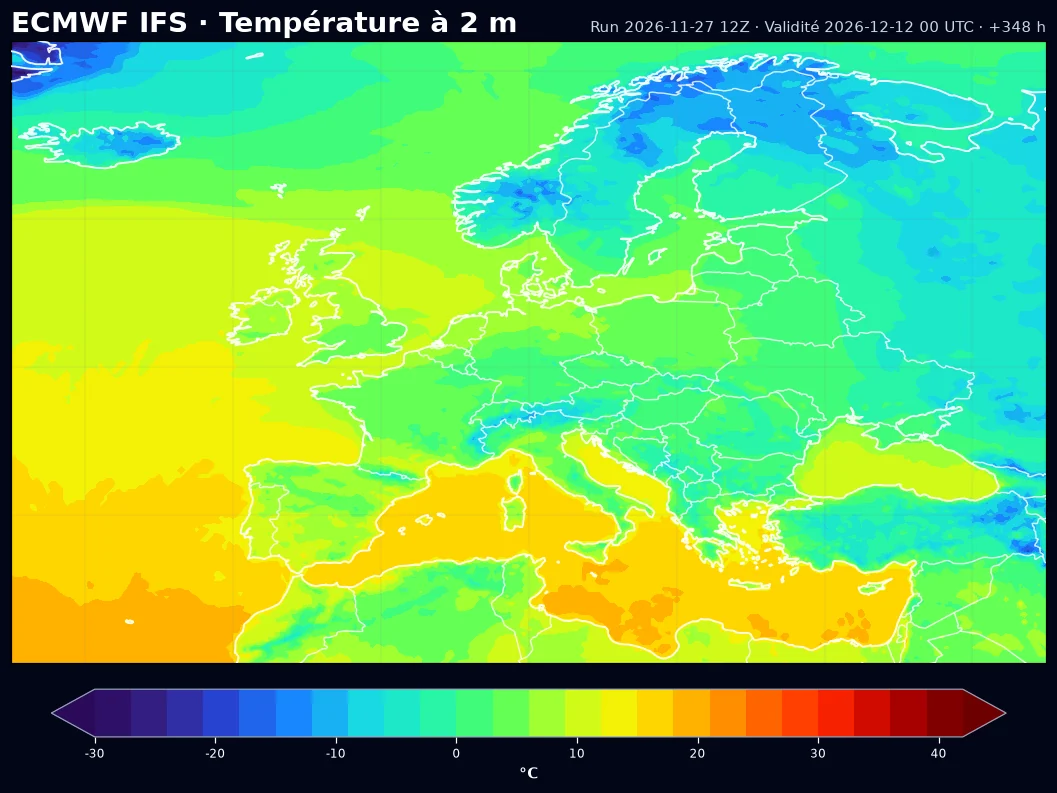 ECMWF IFS · Température à 2 m
Run 2026-11-27 12Z · Validité 2026-12-12 00 UTC · +348 h
-30 -20 -10 0 10 20 30 40
°C